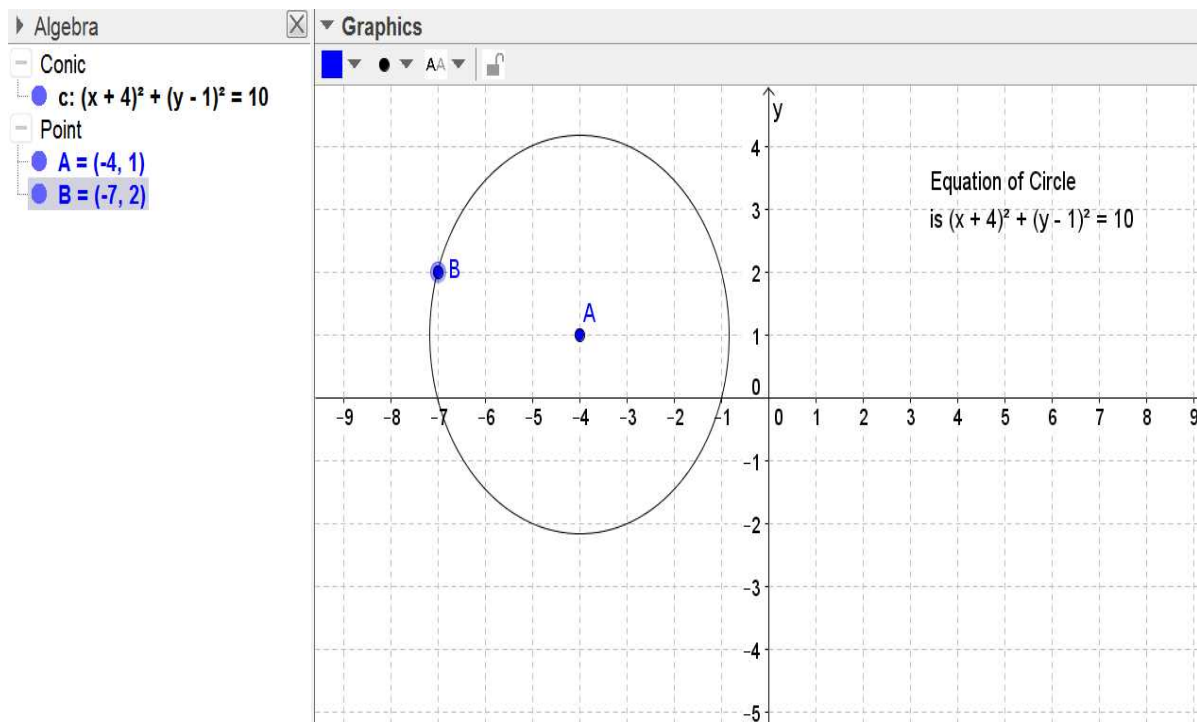 Algebra
Conic
c: (x + 4)² + (y - 1)² = 10
Point
A = (-4, 1)
B = (-7, 2)
Graphics
AA
y
4
Equation of Circle
3
is (x + 4)² + (y - 1)² = 10
2
B
A
1
0
-9 -8 -7 -6 -5 -4 -3 -2 -1 0 1 2 3 4 5 6 7 8 9
-1
-2
-3
-4
-5